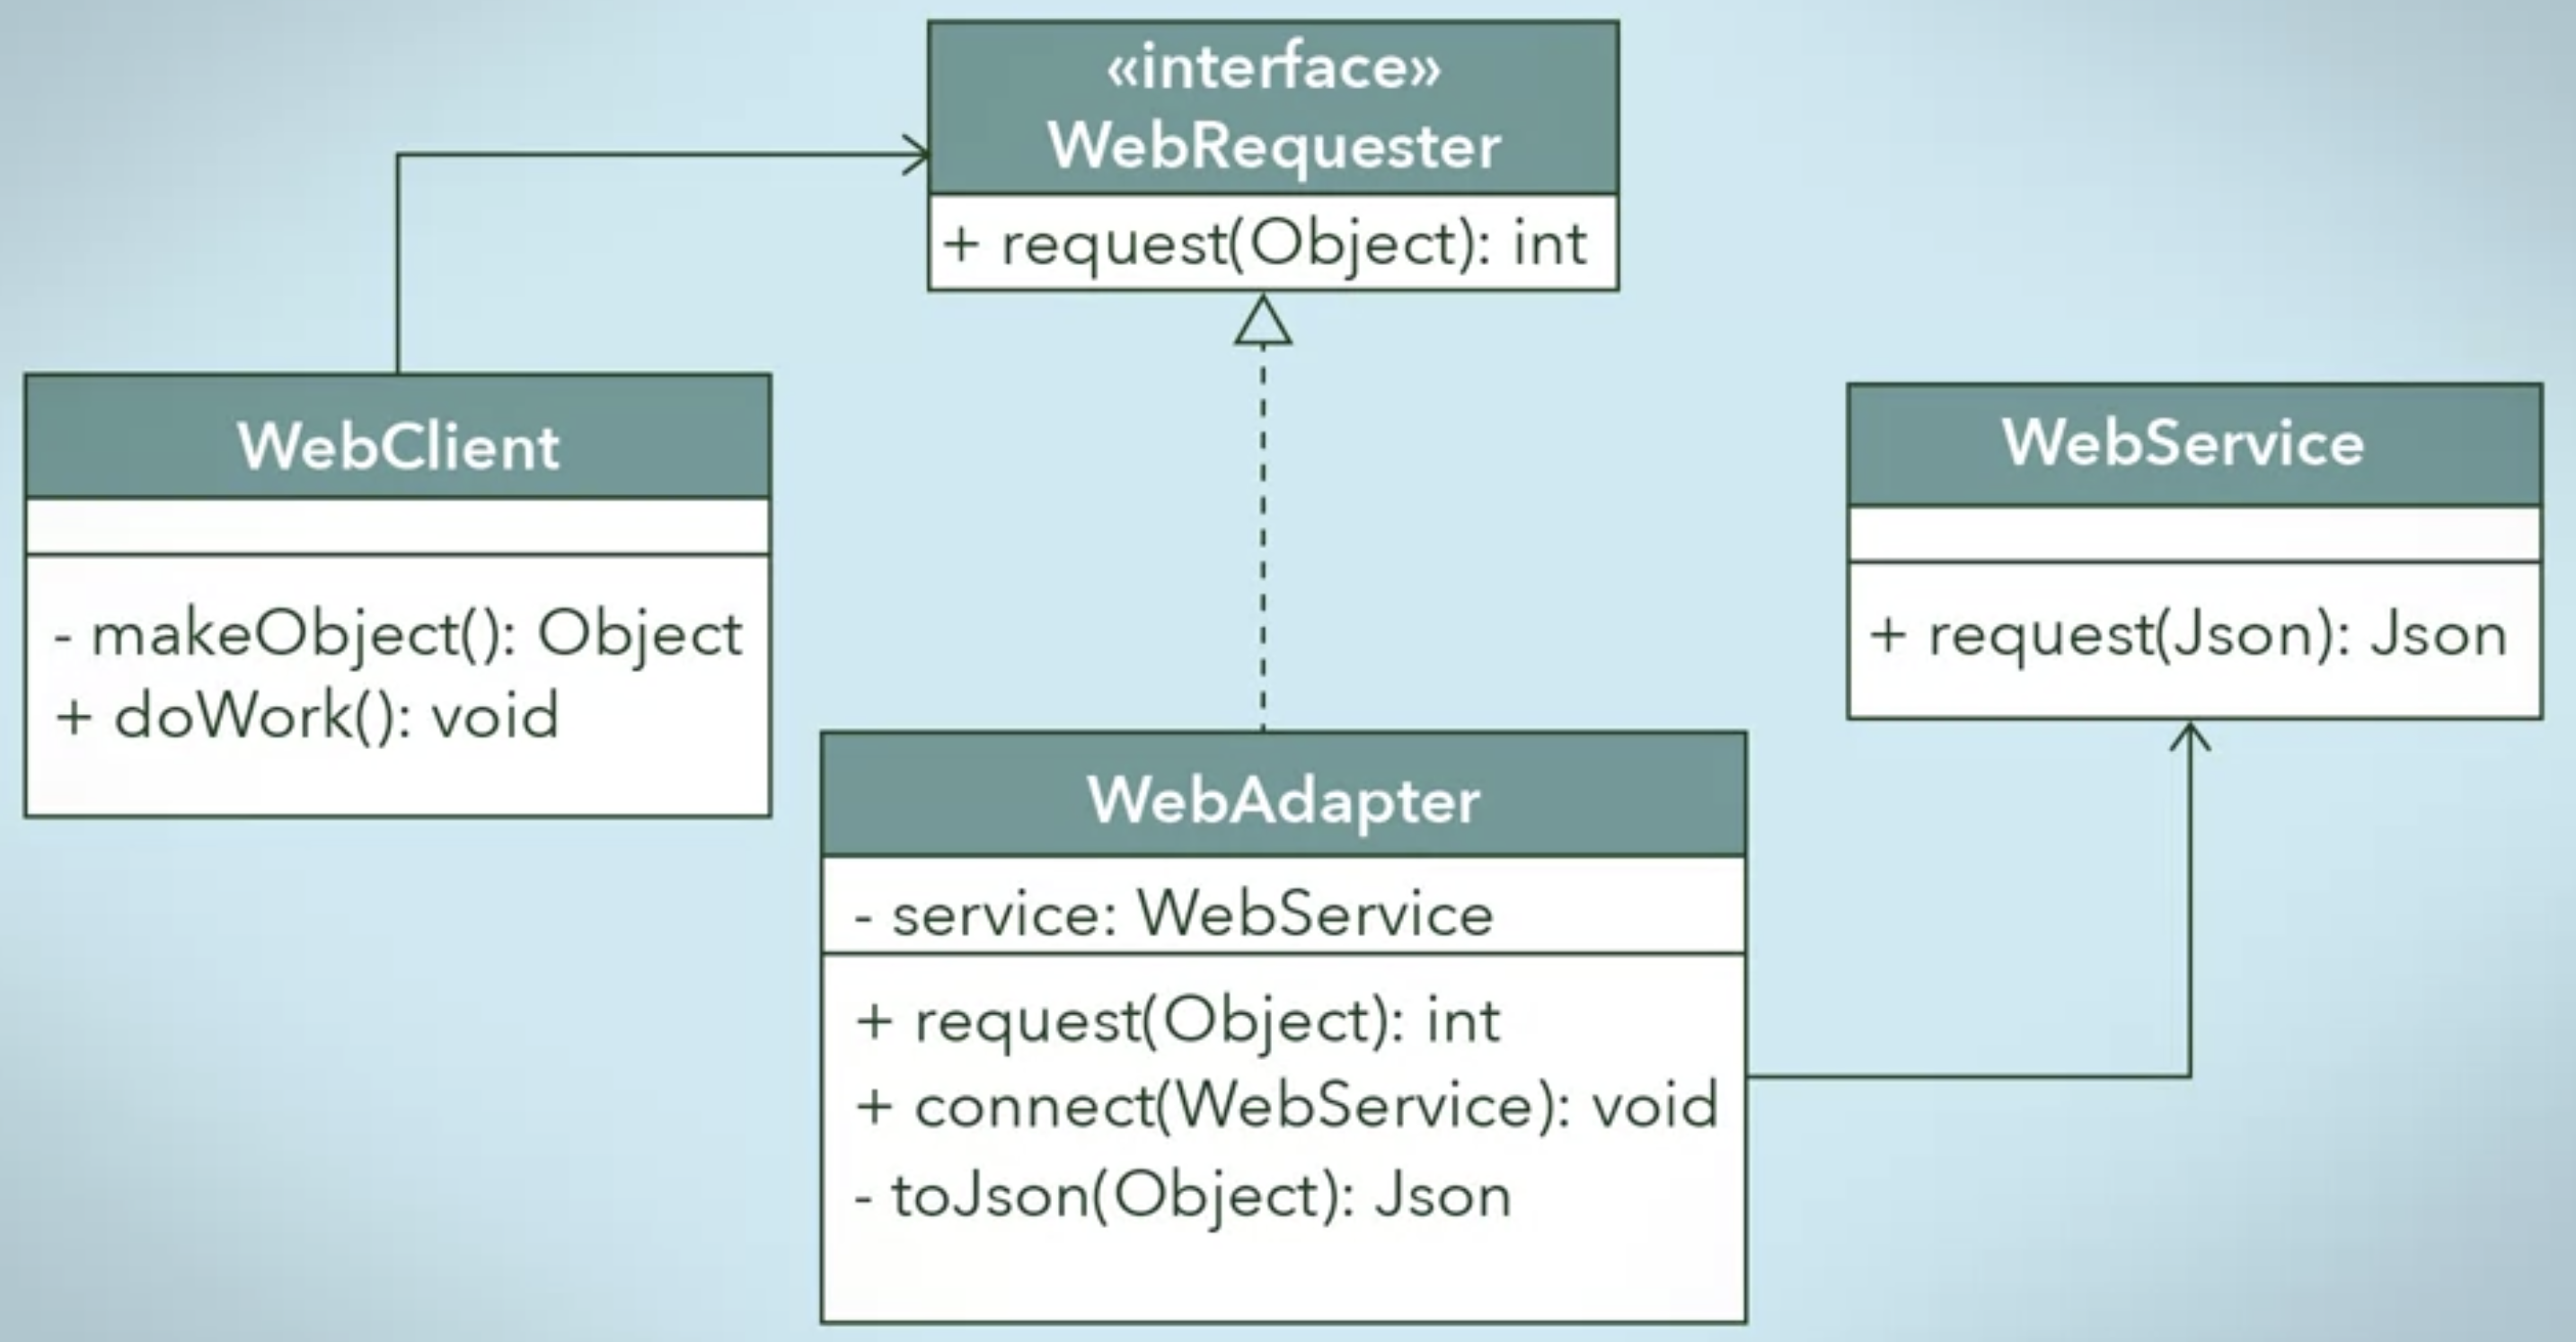 «interface»
WebRequester
+ request(Object): int
WebClient
- makeObject(): Object
+ doWork(): void
WebService
+ request(Json): Json
WebAdapter
- service: WebService
+ request(Object): int
+ connect(WebService): void
- toJson(Object): Json